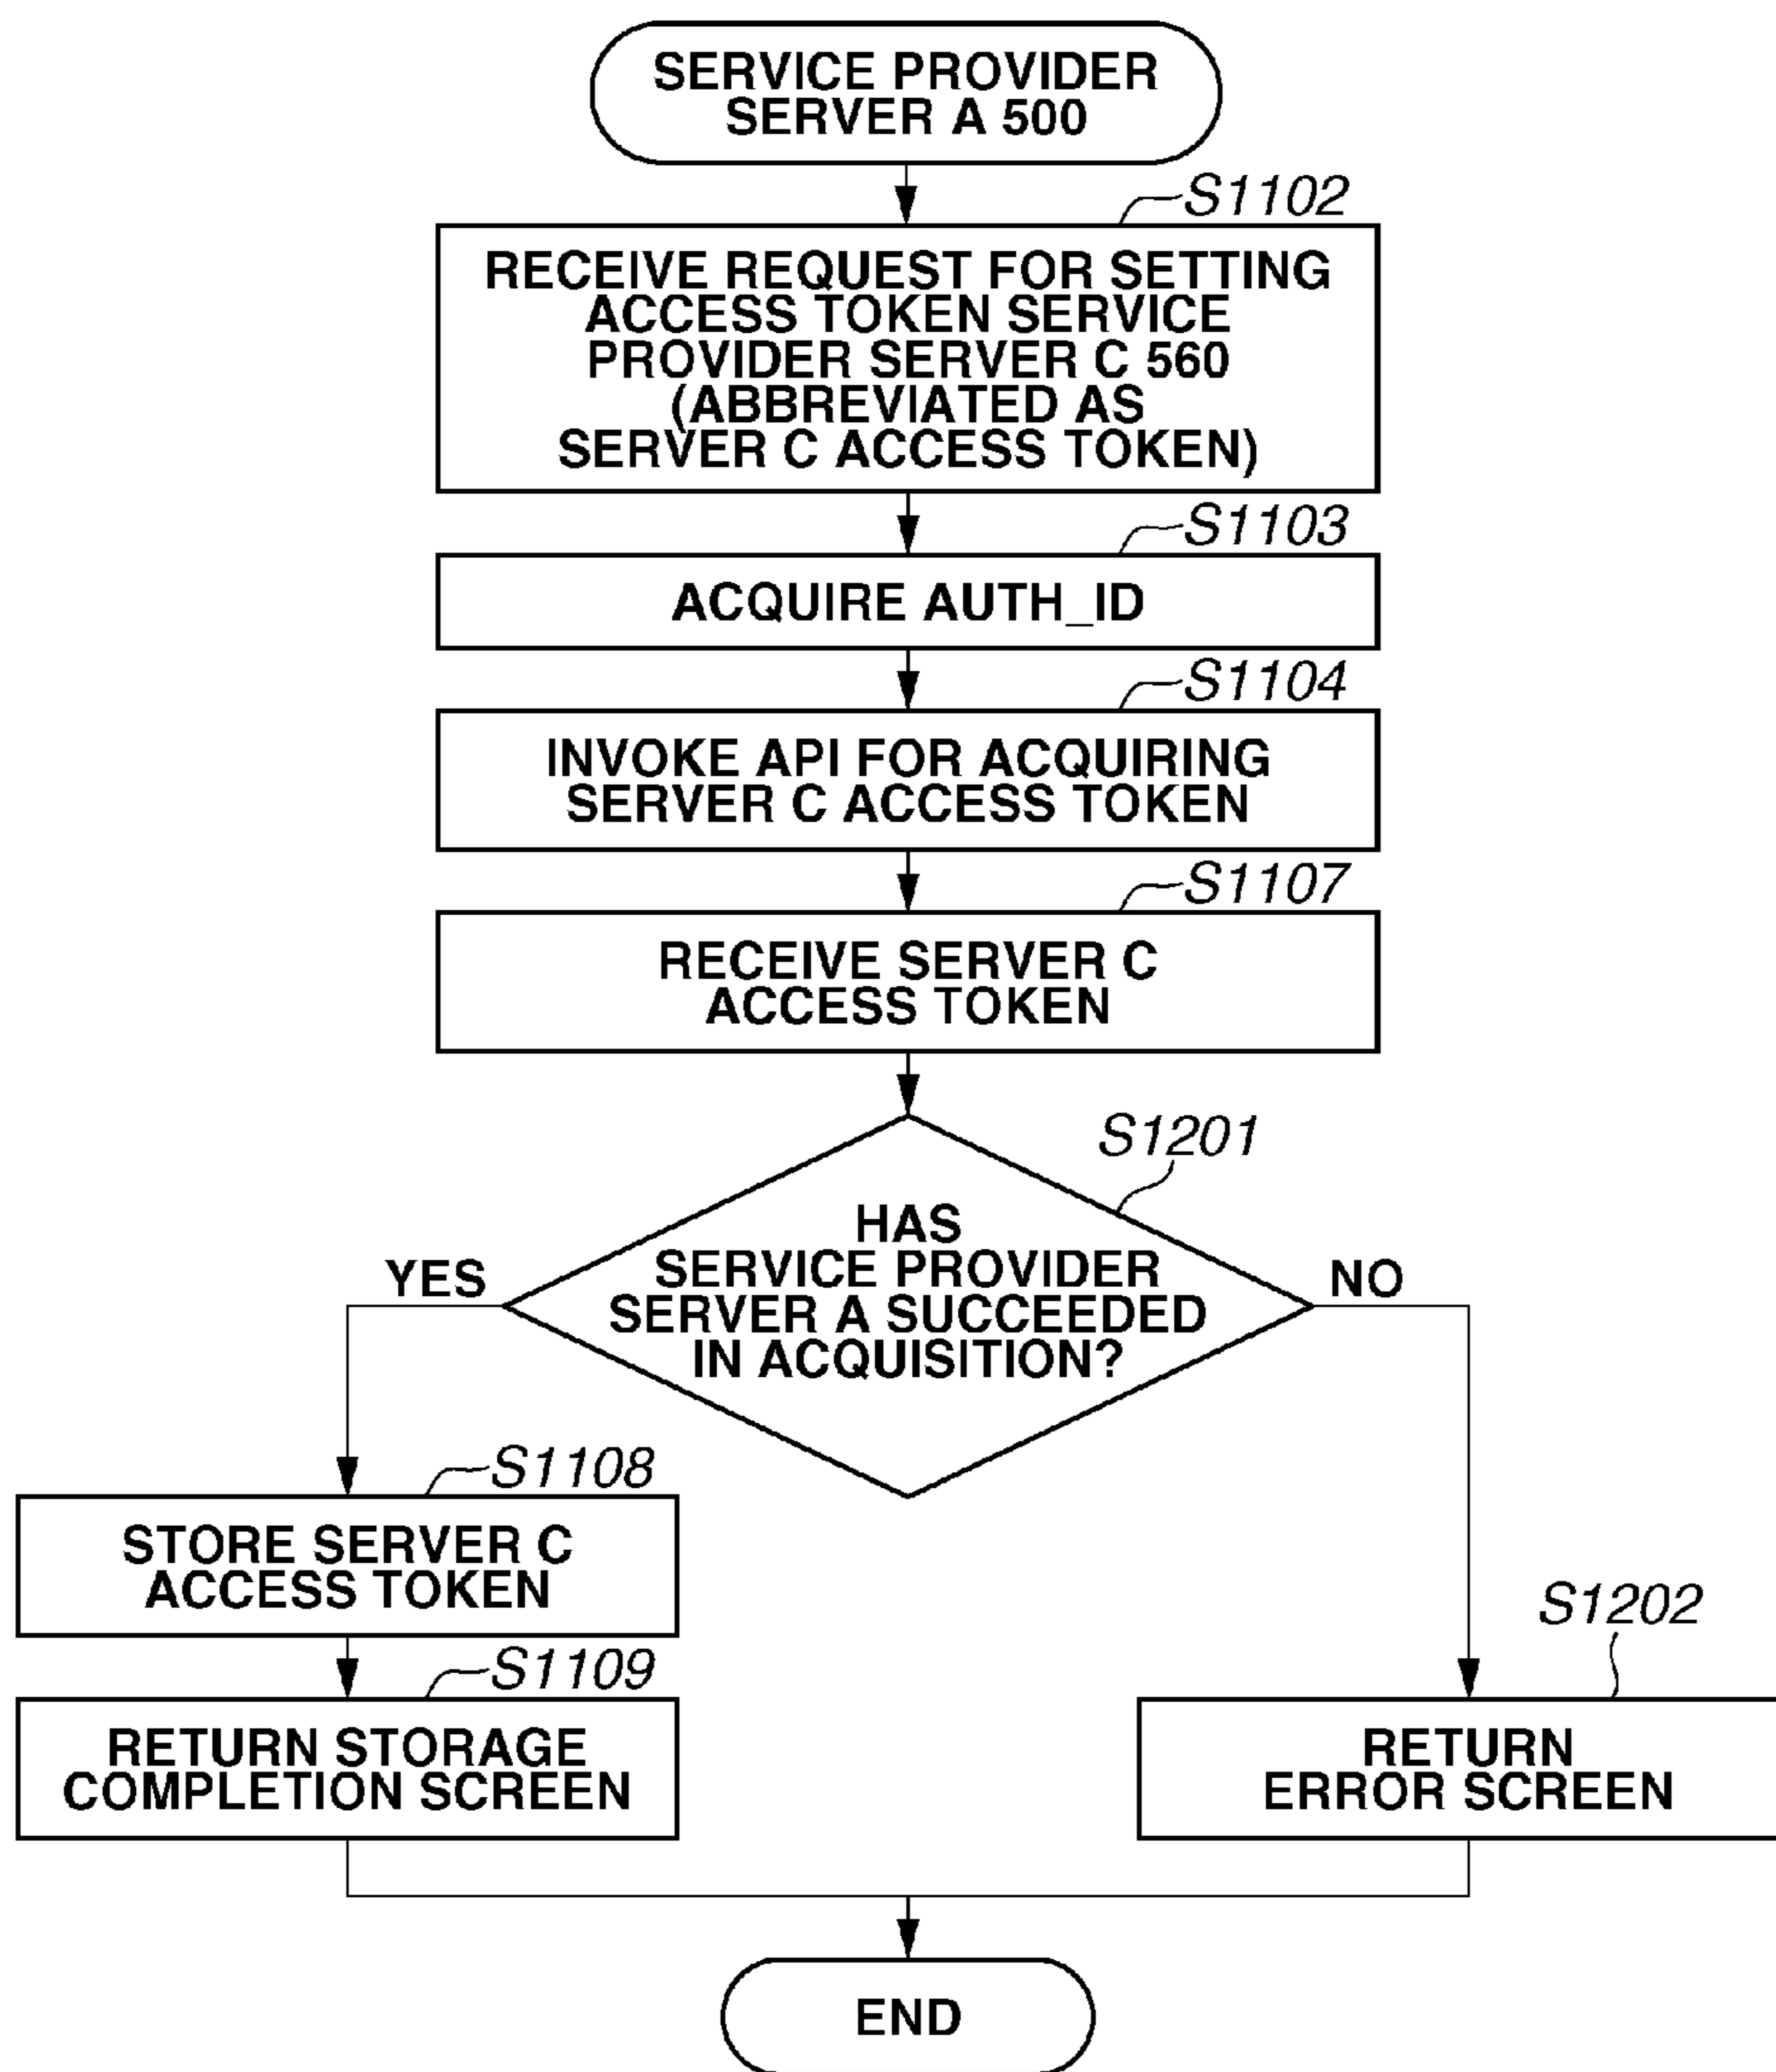 SERVICE PROVIDER
SERVER A 500
S1102
RECEIVE REQUEST FOR SETTING
ACCESS TOKEN SERVICE
PROVIDER SERVER C 560
(ABBREVIATED AS
SERVER C ACCESS TOKEN)
S1103
ACQUIRE AUTH_ID
S1104
INVOKE API FOR ACQUIRING
SERVER C ACCESS TOKEN
S1107
RECEIVE SERVER C
ACCESS TOKEN
S1201
HAS
SERVICE PROVIDER
SERVER A SUCCEEDED
IN ACQUISITION?
YES
NO
S1108
STORE SERVER C
ACCESS TOKEN
S1109
RETURN STORAGE
COMPLETION SCREEN
S1202
RETURN
ERROR SCREEN
END